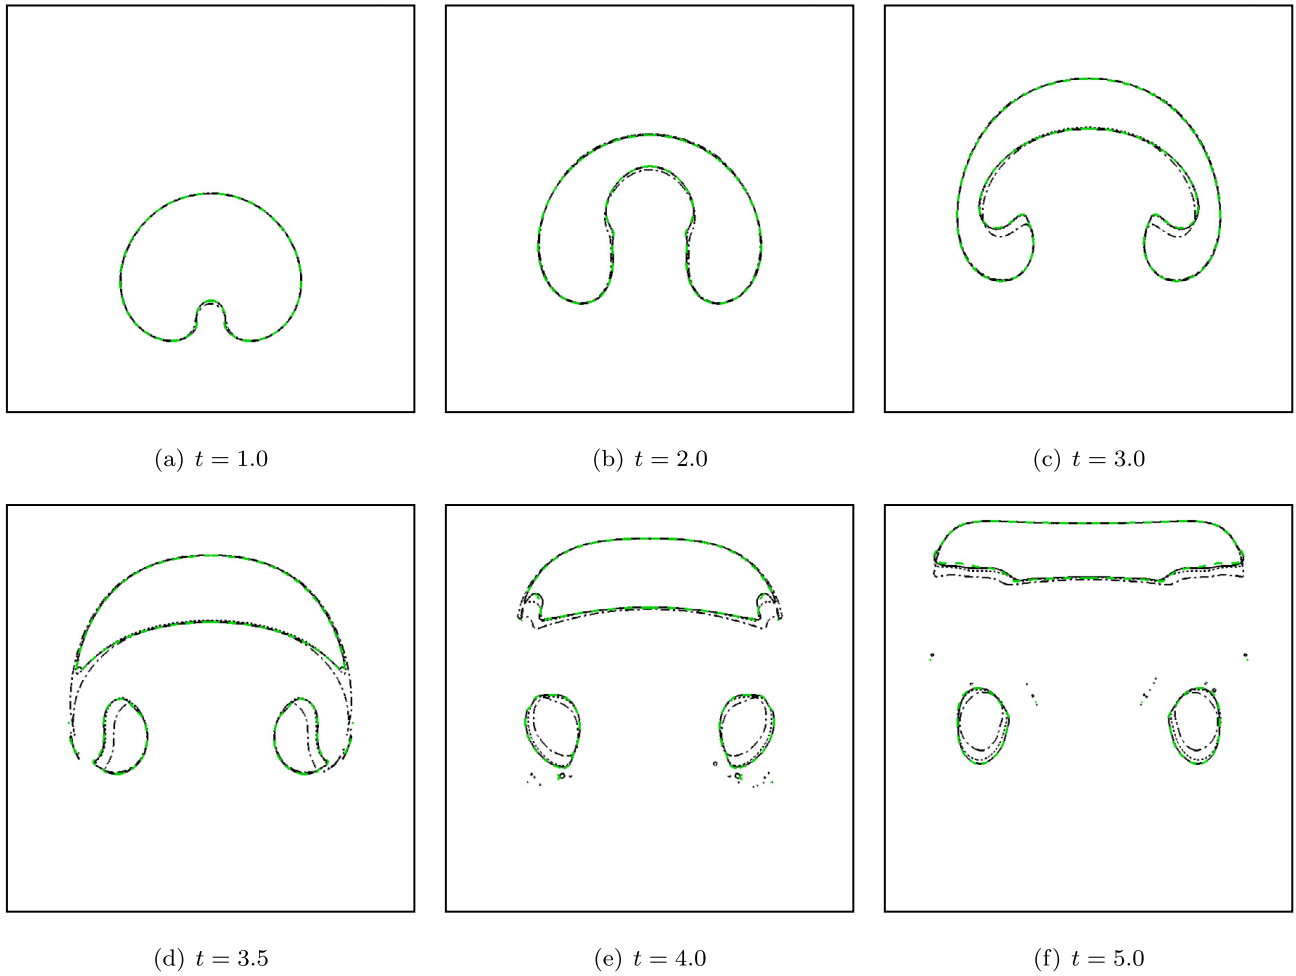 (a) t = 1.0
(b) t = 2.0
(c) t = 3.0
(d) t = 3.5
(e) t = 4.0
(f) t = 5.0